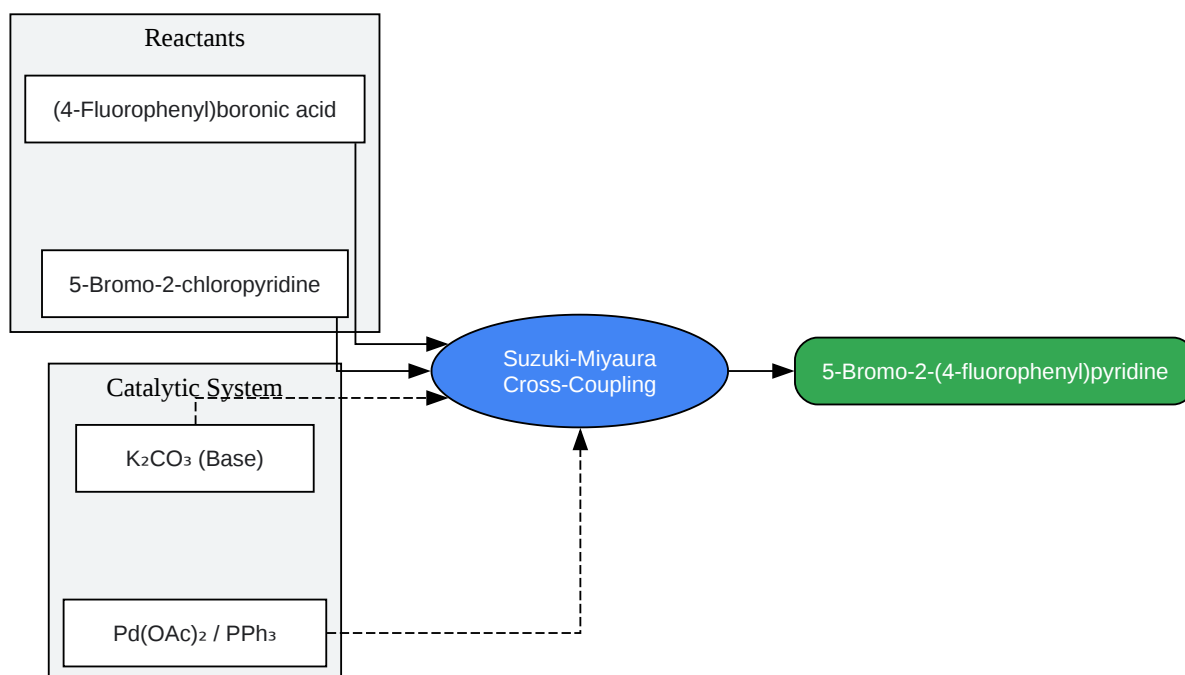 Reactants
(4-Fluorophenyl)boronic acid
5-Bromo-2-chloropyridine
Suzuki-Miyaura
Cross-Coupling
5-Bromo-2-(4-fluorophenyl)pyridine
Catalytic System
K₂CO₃ (Base)
Pd(OAc)₂ / PPh₃